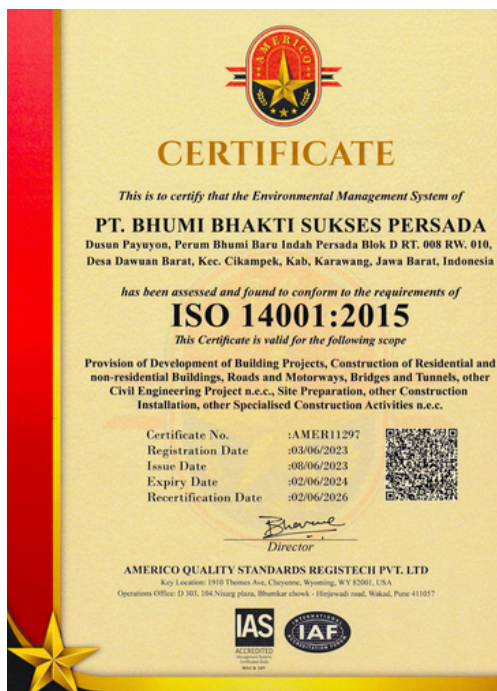 AMERICO
CERTIFICATE
This is to certify that the Environmental Management System of
PT. BHUMI BHAKTI SUKSES PERSADA
Dusun Payuyon, Perum Bhumi Baru Indah Persada Blok D RT. 008 RW. 010,
Desa Dawuan Barat, Kec. Cikampek, Kab, Karawang, Jawa Barat, Indonesia
has been assessed and found to conform to the requirements of
ISO 14001:2015
This Certificate is valid for the following scope
Provision of Development of Building Projects, Construction of Residential and
non-residential Buildings, Roads and Motorways, Bridges and Tunnels, other
Civil Engineering Project n.e.c., Site Preparation, other Construction
Installation, other Specialised Construction Activities n.e.c.
Certificate No. :AMER11297
Registration Date :03/06/2023
Issue Date :08/06/2023
Expiry Date :02/06/2024
Recertification Date :02/06/2026
Director
AMERICO QUALITY STANDARDS REGISTECH PVT. LTD
Key Location: 1910 Thomes Ave, Cheyenne, Wyoming, WY 82001, USA
Operations Office: D 303, 104,Nisarg plaza, Bhumkar chowk - Hinjewadi road, Wakad, Pune 411057
IAS
ACCREDITED
Management Systems
Certification Body
INTERNATIONAL
IAF
ACCREDITATION FORUM